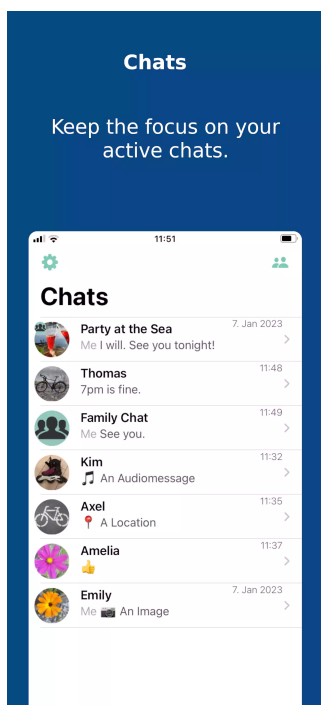 Chats
Keep the focus on your
active chats.
11:51
Chats
Party at the Sea
7. Jan 2023
Me I will. See you tonight!
Thomas
11:48
7pm is fine.
Family Chat
11:49
Me See you.
Kim
11:32
🎵 An Audiomessage
Axel
11:35
📍 A Location
Amelia
11:37
👍
Emily
7. Jan 2023
Me 📷 An Image